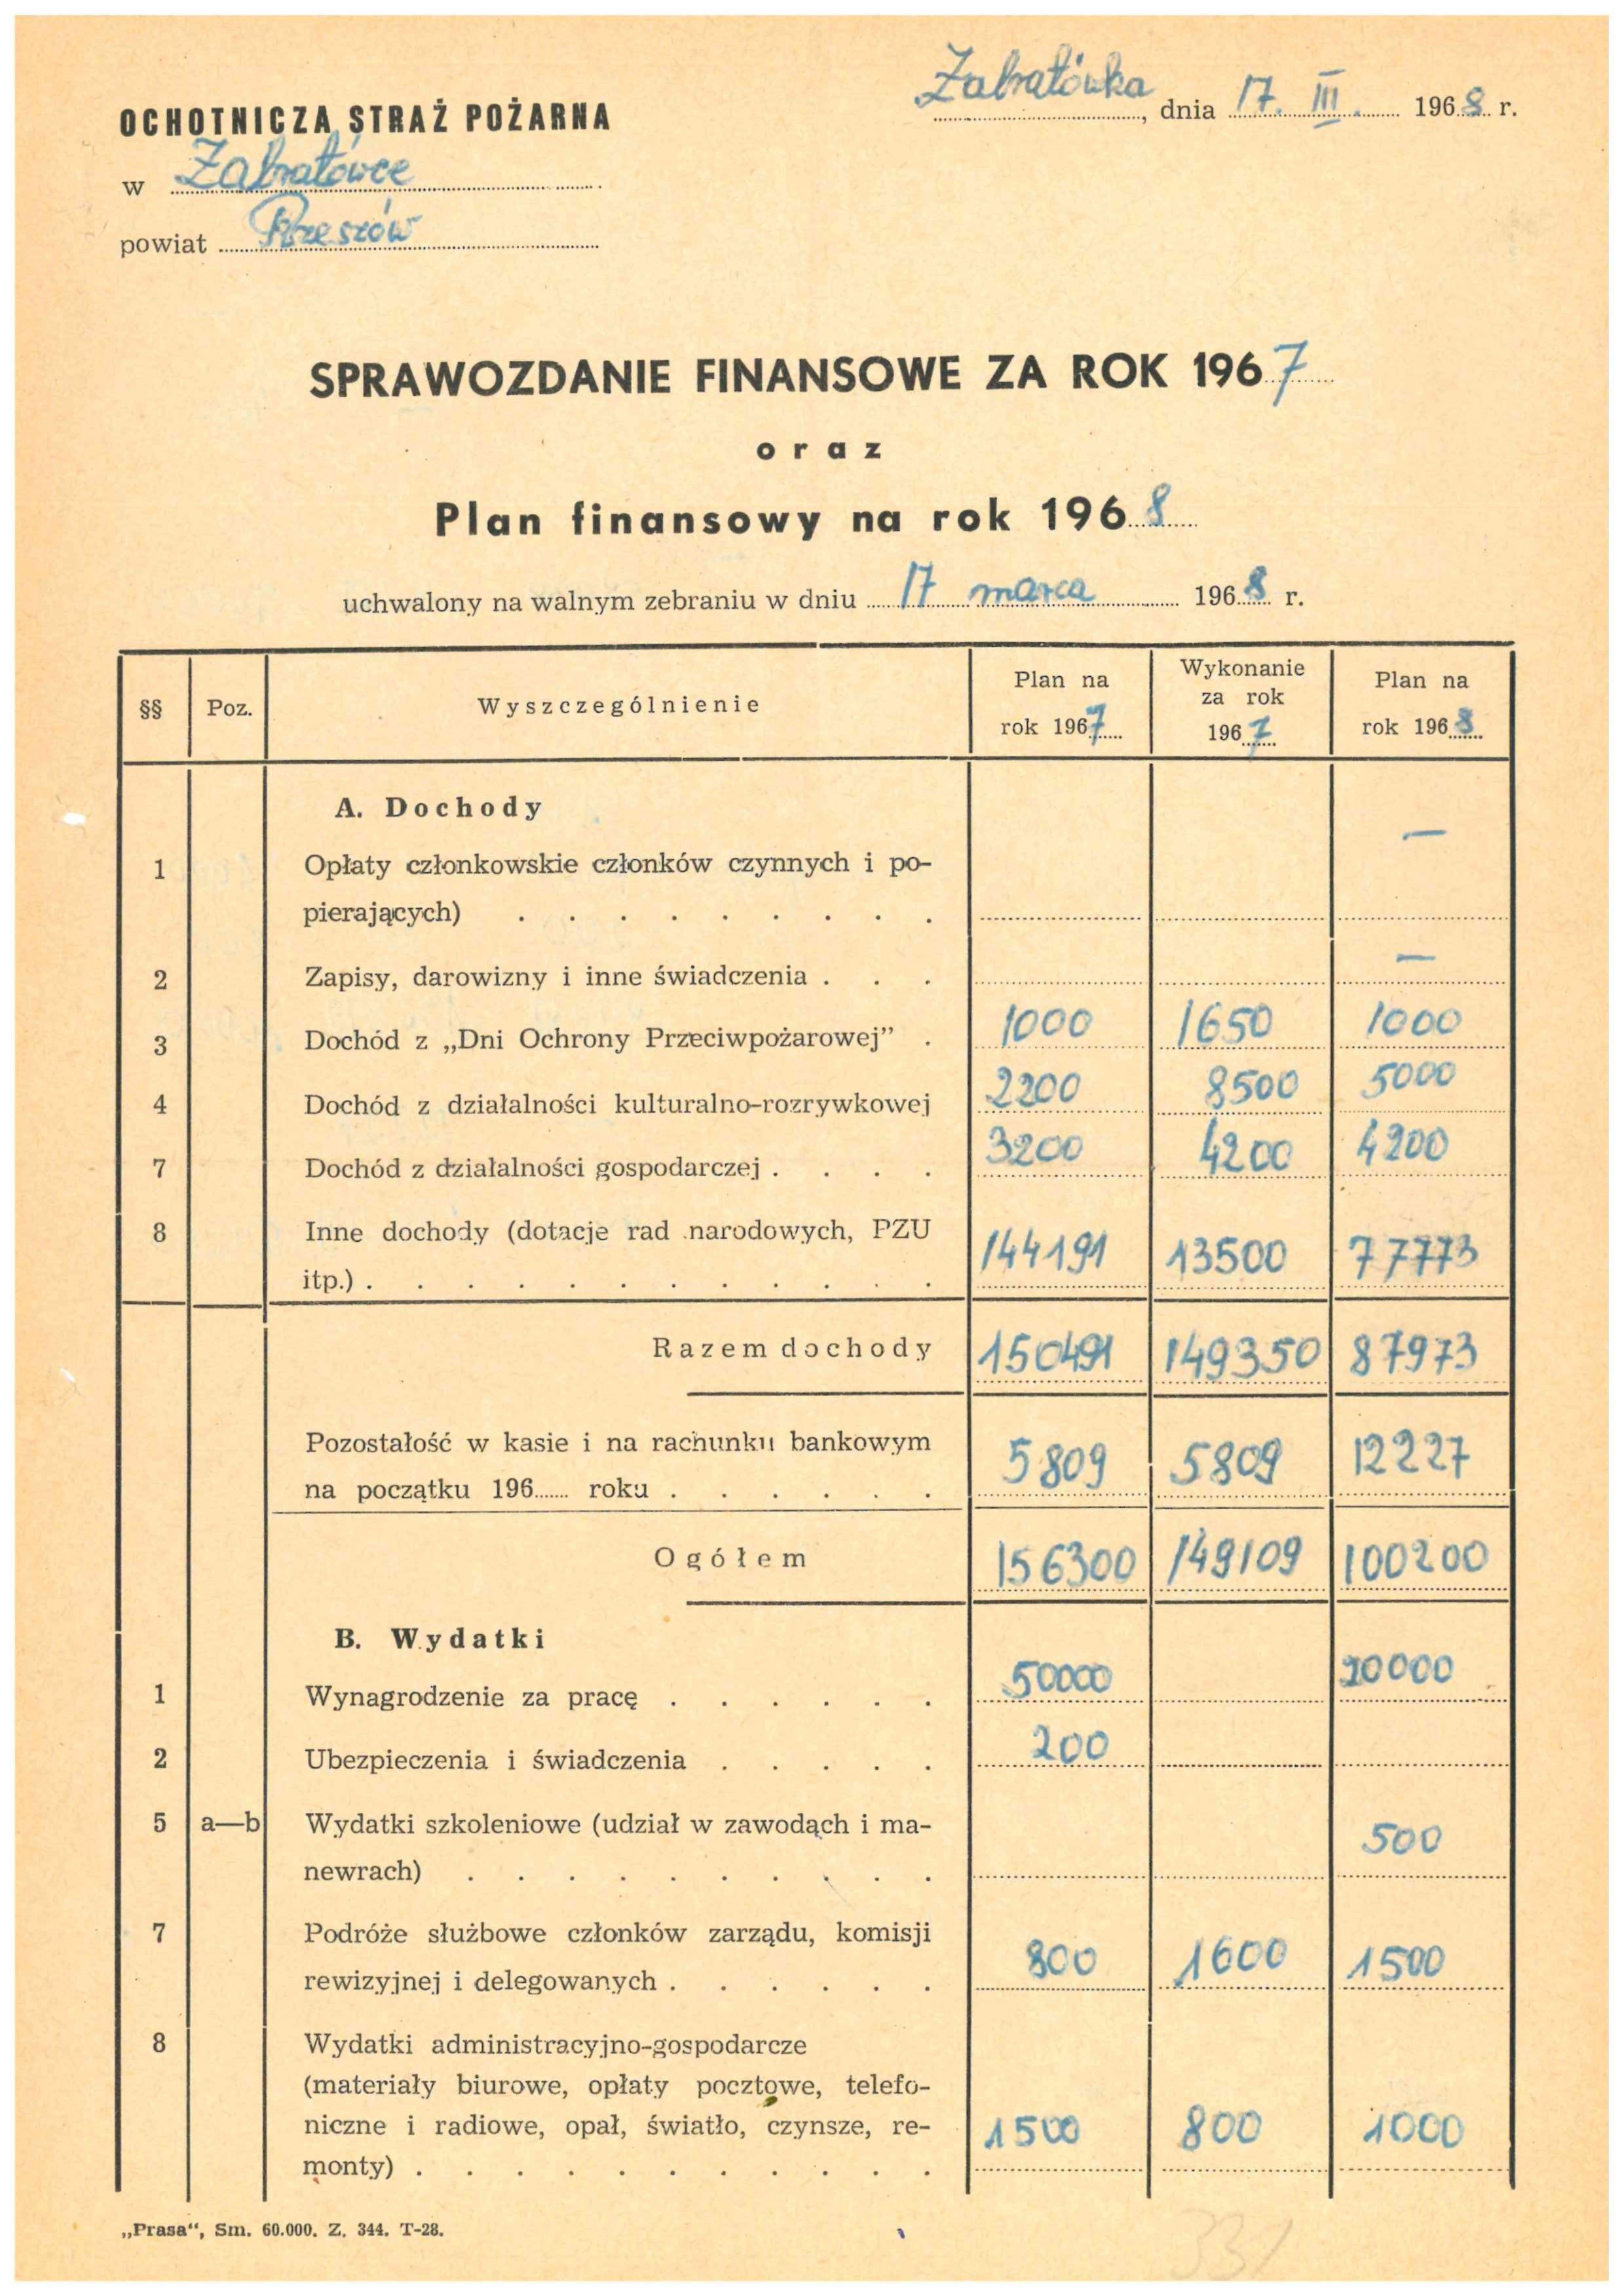 Zabratówka, dnia 17. III. 1968 r.
OCHOTNICZA STRAŻ POŻARNA
w Zabratówce
powiat Rzeszów
SPRAWOZDANIE FINANSOWE ZA ROK 1967
oraz
Plan finansowy na rok 1968
uchwalony na walnym zebraniu w dniu 17 marca 1968 r.
§§ Poz. Wyszczególnienie Plan na rok 1967 Wykonanie za rok 1967 Plan na rok 1968
A. Dochody
1 Opłaty członkowskie członków czynnych i po- —
pierających) . . . . . . . . .
2 Zapisy, darowizny i inne świadczenia . . . —
3 Dochód z „Dni Ochrony Przeciwpożarowej” . 1000 1650 1000
4 Dochód z działalności kulturalno-rozrywkowej 2200 8500 5000
7 Dochód z działalności gospodarczej . . . . 3200 4200 4200
8 Inne dochody (dotacje rad narodowych, PZU
itp.) . . . . . . . . . . . . 144191 13500 77773
Razem dochody 150491 149350 87973
Pozostałość w kasie i na rachunku bankowym
na początku 196...... roku . . . . . . 5809 5809 12227
Ogółem 156300 149109 100200
B. Wydatki
1 Wynagrodzenie za pracę . . . . . . 50000 20000
2 Ubezpieczenia i świadczenia . . . . . 200
5 a—b Wydatki szkoleniowe (udział w zawodach i ma-
newrach) . . . . . . . . . . 500
7 Podróże służbowe członków zarządu, komisji
rewizyjnej i delegowanych . . . . . . 800 1600 1500
8 Wydatki administracyjno-gospodarcze
(materiały biurowe, opłaty pocztowe, telefo-
niczne i radiowe, opał, światło, czynsze, re-
monty) . . . . . . . . . . . 1500 800 1000
„Prasa“, Sm. 60.000. Z. 344. T-28.
331